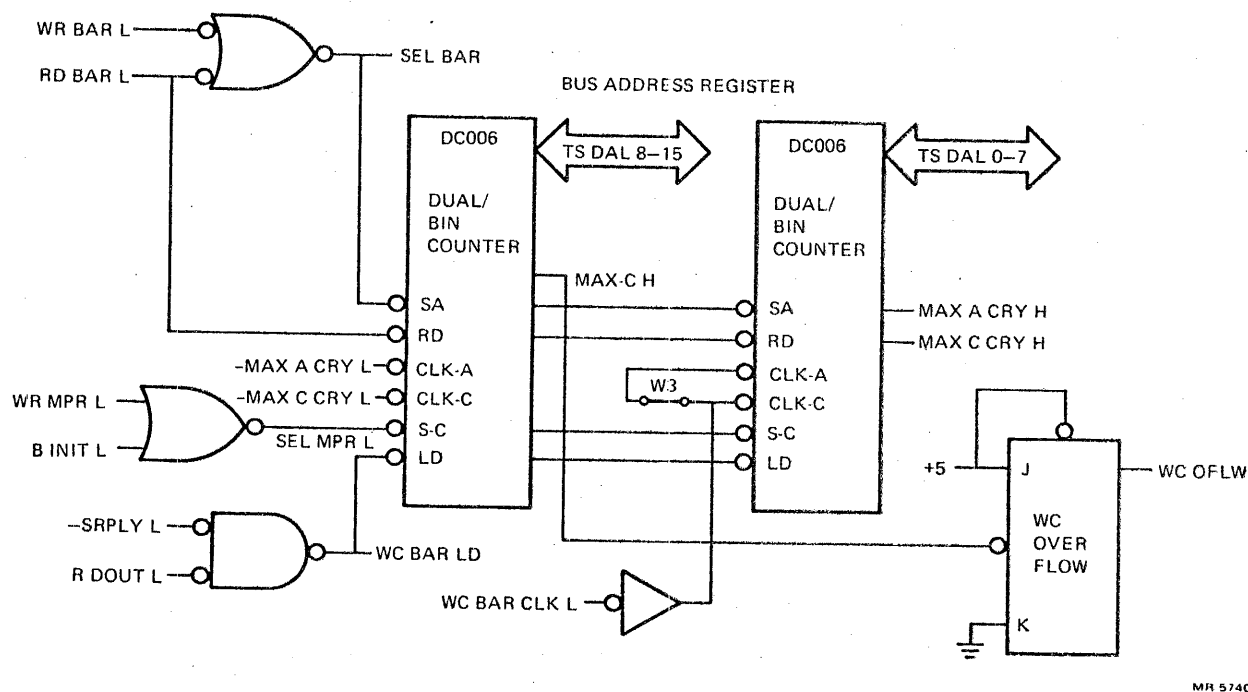 WR BAR L
RD BAR L
SEL BAR
BUS ADDRESS REGISTER
DC006
DUAL/
BIN
COUNTER
TS DAL 8–15
DC006
DUAL/
BIN
COUNTER
TS DAL 0–7
MAX-C H
SA
RD
CLK-A
CLK-C
S-C
LD
–MAX A CRY L
–MAX C CRY L
WR MPR L
B INIT L
SEL MPR L
–SRPLY L
R DOUT L
WC BAR LD
WC BAR CLK L
W3
SA
RD
CLK-A
CLK-C
S-C
LD
MAX A CRY H
MAX C CRY H
+5
J
WC
OVER
FLOW
K
WC OFLW
MR 5740